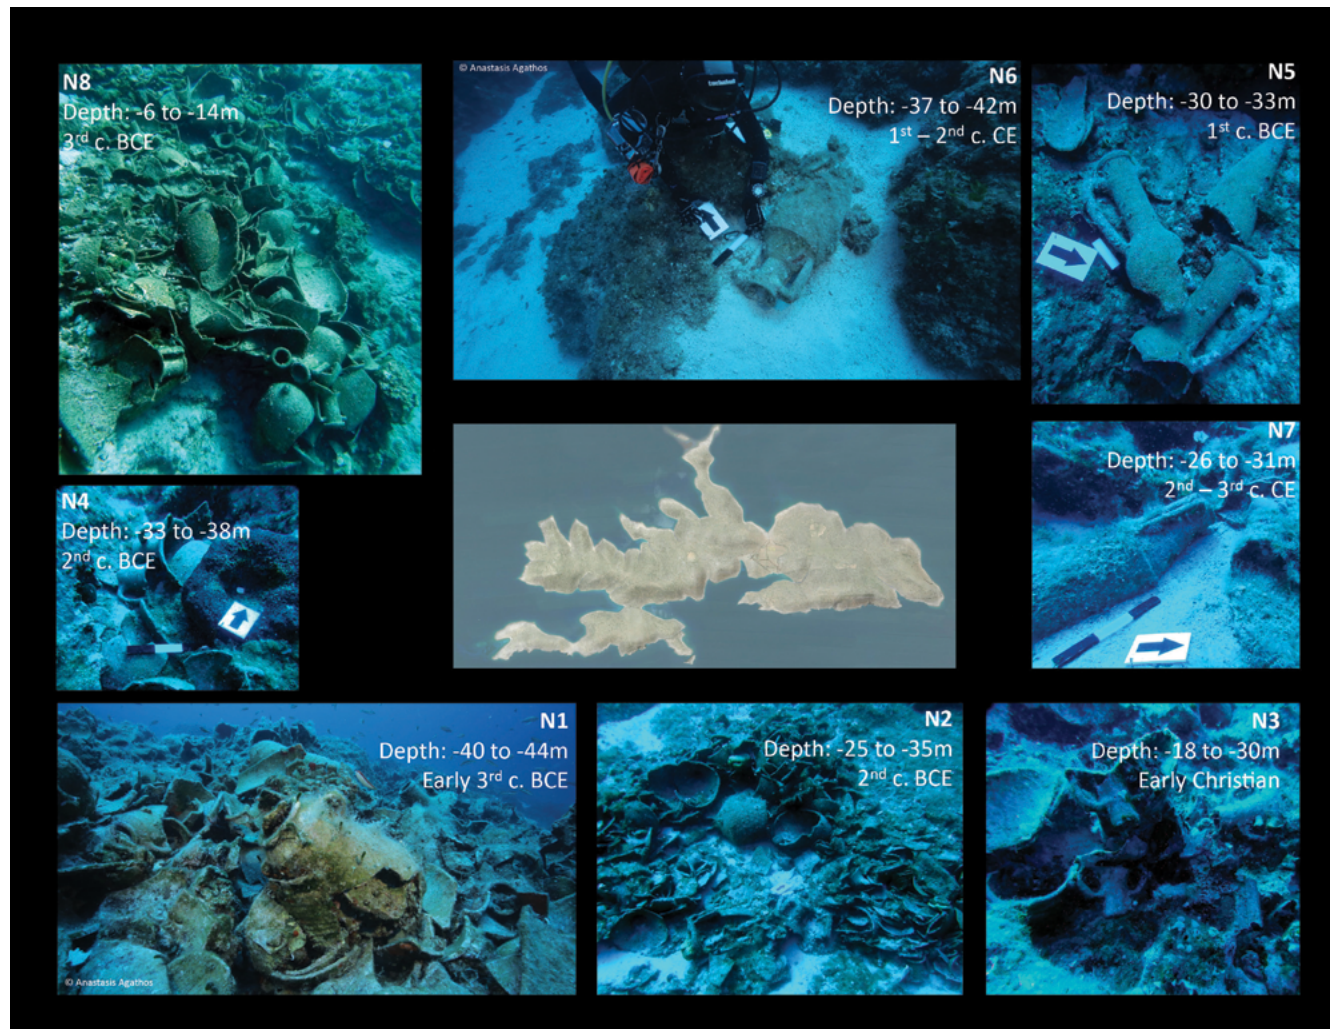 N8
Depth: -6 to -14m
3rd c. BCE
© Anastasis Agathos
N6
Depth: -37 to -42m
1st – 2nd c. CE
N5
Depth: -30 to -33m
1st c. BCE
N4
Depth: -33 to -38m
2nd c. BCE
N7
Depth: -26 to -31m
2nd – 3rd c. CE
N1
Depth: -40 to -44m
Early 3rd c. BCE
© Anastasis Agathos
N2
Depth: -25 to -35m
2nd c. BCE
N3
Depth: -18 to -30m
Early Christian